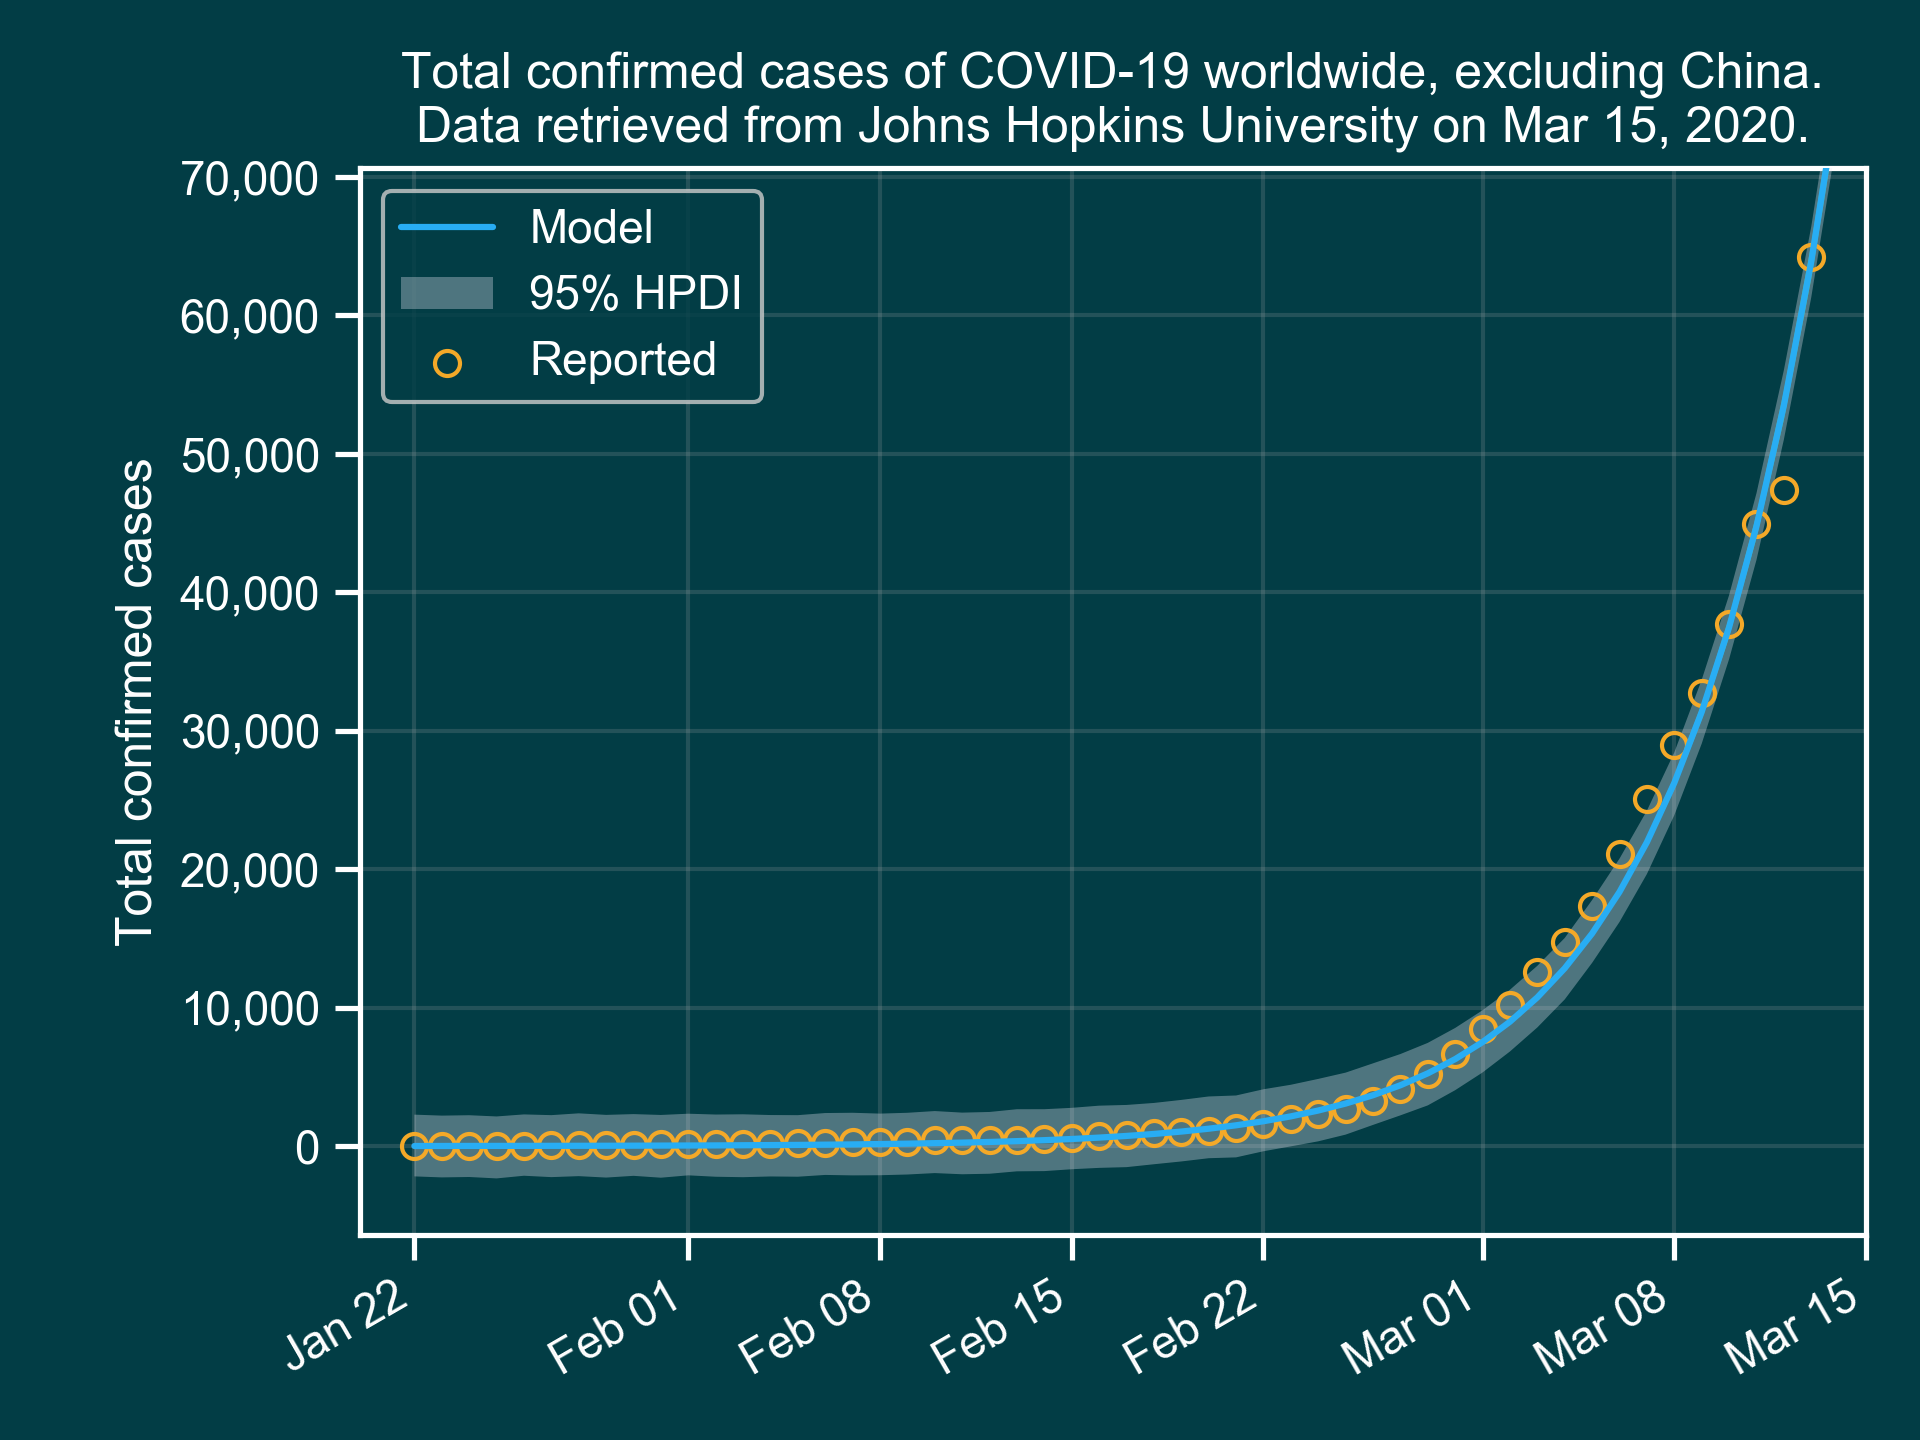 Total confirmed cases of COVID-19 worldwide, excluding China.
Data retrieved from Johns Hopkins University on Mar 15, 2020.
70,000
60,000
50,000
40,000
30,000
20,000
10,000
0
Total confirmed cases
Model
95% HPDI
Reported
Jan 22
Feb 01
Feb 08
Feb 15
Feb 22
Mar 01
Mar 08
Mar 15